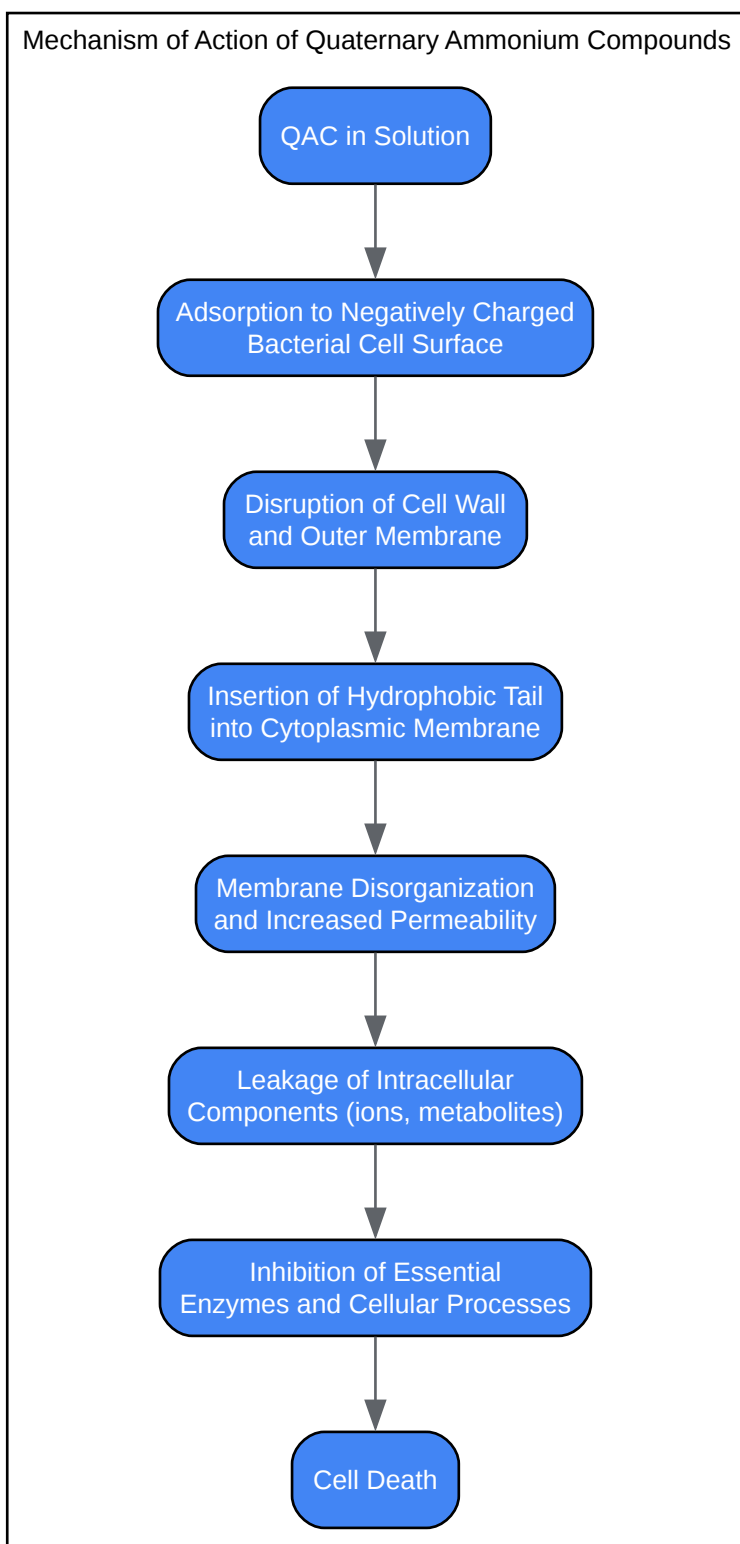 Mechanism of Action of Quaternary Ammonium Compounds
QAC in Solution
Adsorption to Negatively Charged
Bacterial Cell Surface
Disruption of Cell Wall
and Outer Membrane
Insertion of Hydrophobic Tail
into Cytoplasmic Membrane
Membrane Disorganization
and Increased Permeability
Leakage of Intracellular
Components (ions, metabolites)
Inhibition of Essential
Enzymes and Cellular Processes
Cell Death